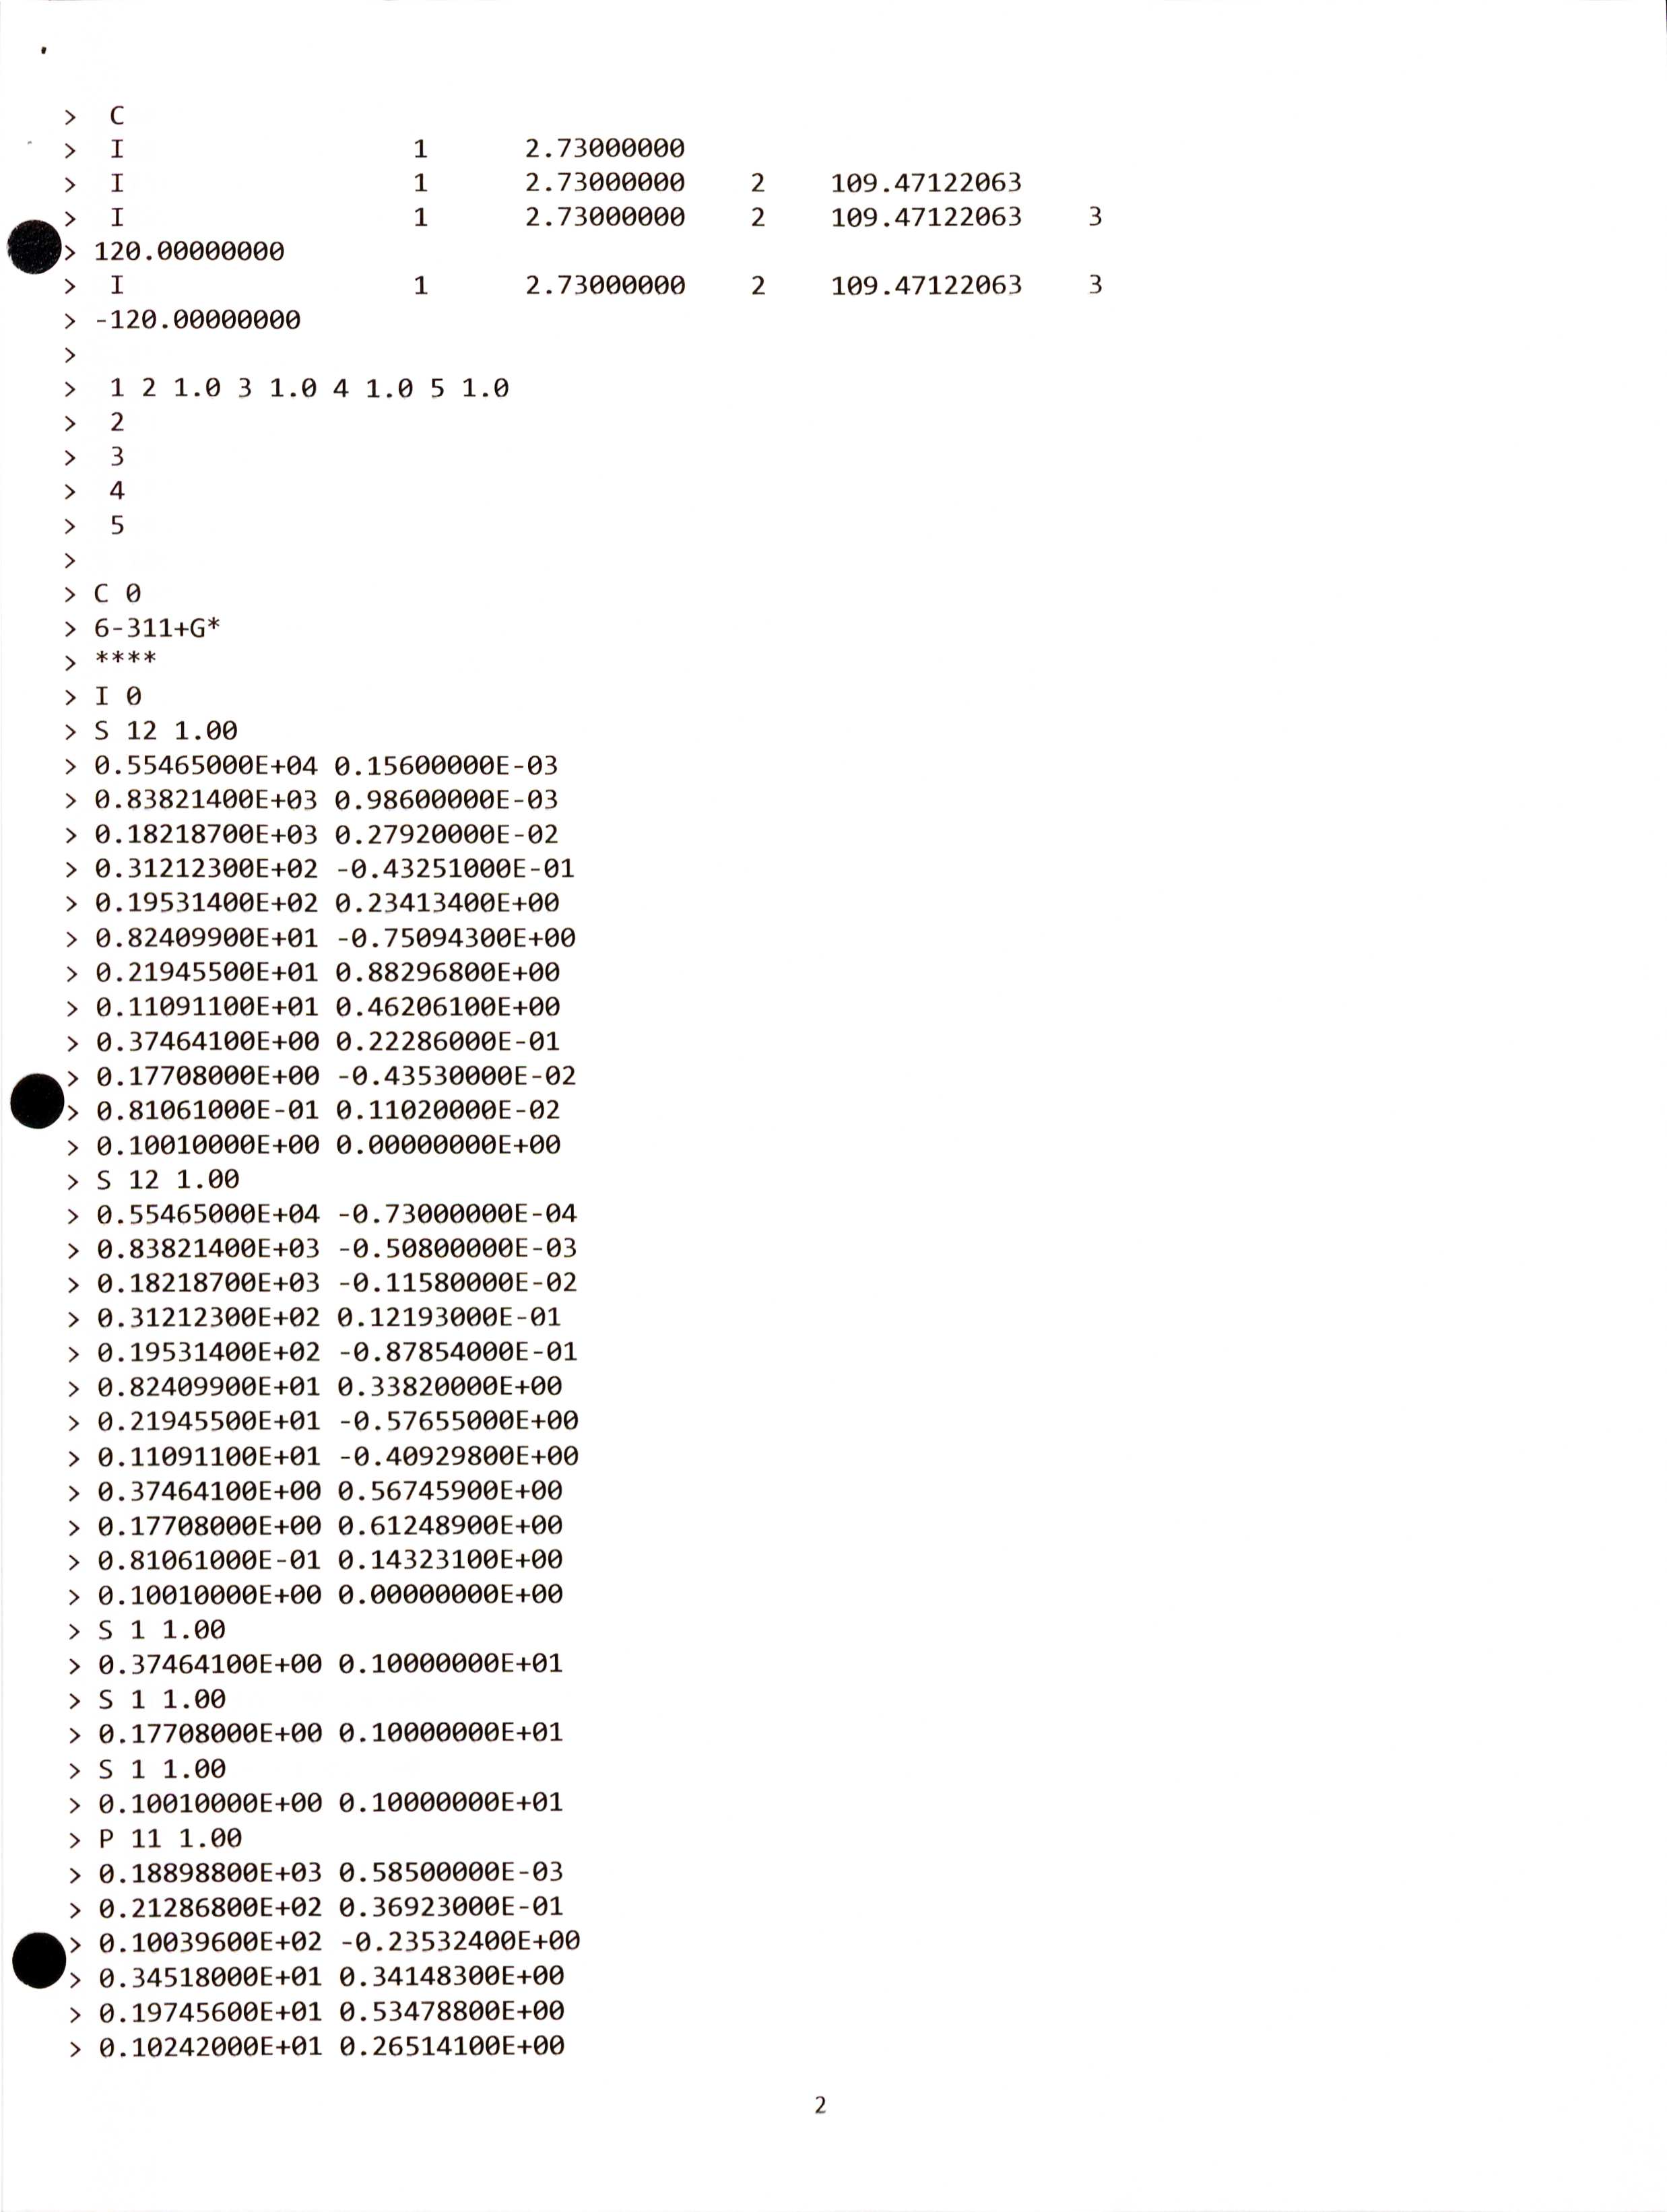 > C
> I 1 2.73000000
> I 1 2.73000000 2 109.47122063
> I 1 2.73000000 2 109.47122063 3
> 120.00000000
> I 1 2.73000000 2 109.47122063 3
> -120.00000000
>
> 1 2 1.0 3 1.0 4 1.0 5 1.0
> 2
> 3
> 4
> 5
>
> C 0
> 6-311+G*
> ****
> I 0
> S 12 1.00
> 0.55465000E+04 0.15600000E-03
> 0.83821400E+03 0.98600000E-03
> 0.18218700E+03 0.27920000E-02
> 0.31212300E+02 -0.43251000E-01
> 0.19531400E+02 0.23413400E+00
> 0.82409900E+01 -0.75094300E+00
> 0.21945500E+01 0.88296800E+00
> 0.11091100E+01 0.46206100E+00
> 0.37464100E+00 0.22286000E-01
> 0.17708000E+00 -0.43530000E-02
> 0.81061000E-01 0.11020000E-02
> 0.10010000E+00 0.00000000E+00
> S 12 1.00
> 0.55465000E+04 -0.73000000E-04
> 0.83821400E+03 -0.50800000E-03
> 0.18218700E+03 -0.11580000E-02
> 0.31212300E+02 0.12193000E-01
> 0.19531400E+02 -0.87854000E-01
> 0.82409900E+01 0.33820000E+00
> 0.21945500E+01 -0.57655000E+00
> 0.11091100E+01 -0.40929800E+00
> 0.37464100E+00 0.56745900E+00
> 0.17708000E+00 0.61248900E+00
> 0.81061000E-01 0.14323100E+00
> 0.10010000E+00 0.00000000E+00
> S 1 1.00
> 0.37464100E+00 0.10000000E+01
> S 1 1.00
> 0.17708000E+00 0.10000000E+01
> S 1 1.00
> 0.10010000E+00 0.10000000E+01
> P 11 1.00
> 0.18898800E+03 0.58500000E-03
> 0.21286800E+02 0.36923000E-01
> 0.10039600E+02 -0.23532400E+00
> 0.34518000E+01 0.34148300E+00
> 0.19745600E+01 0.53478800E+00
> 0.10242000E+01 0.26514100E+00
2